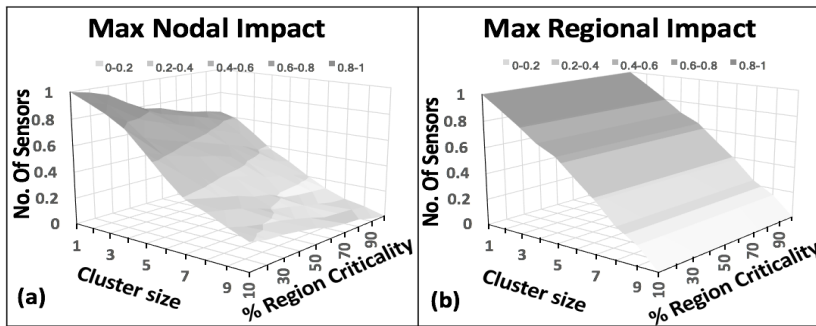 Max Nodal Impact
0-0.2 0.2-0.4 0.4-0.6 0.6-0.8 0.8-1
No. Of Sensors
1
0.8
0.6
0.4
0.2
0
1 3 5 7 9
Cluster size
10 30 50 70 90
% Region Criticality
(a)
Max Regional Impact
0-0.2 0.2-0.4 0.4-0.6 0.6-0.8 0.8-1
No. Of Sensors
1
0.8
0.6
0.4
0.2
0
1 3 5 7 9
Cluster size
10 30 50 70 90
% Region Criticality
(b)